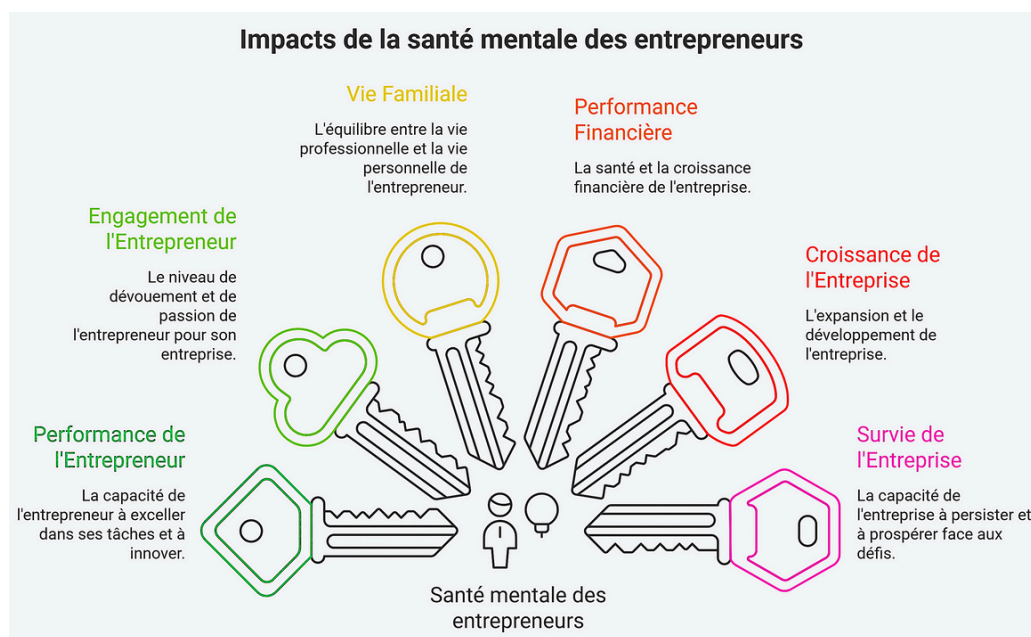 Impacts de la santé mentale des entrepreneurs
Vie Familiale
L'équilibre entre la vie
professionnelle et la vie
personnelle de
l'entrepreneur.
Performance
Financière
La santé et la croissance
financière de l'entreprise.
Engagement de
l'Entrepreneur
Le niveau de
dévouement et de
passion de
l'entrepreneur pour son
entreprise.
Croissance de
l'Entreprise
L'expansion et le
développement de
l'entreprise.
Performance de
l'Entrepreneur
La capacité de
l'entrepreneur à exceller
dans ses tâches et à
innover.
Survie de
l'Entreprise
La capacité de
l'entreprise à persister et
à prospérer face aux
défis.
Santé mentale des
entrepreneurs